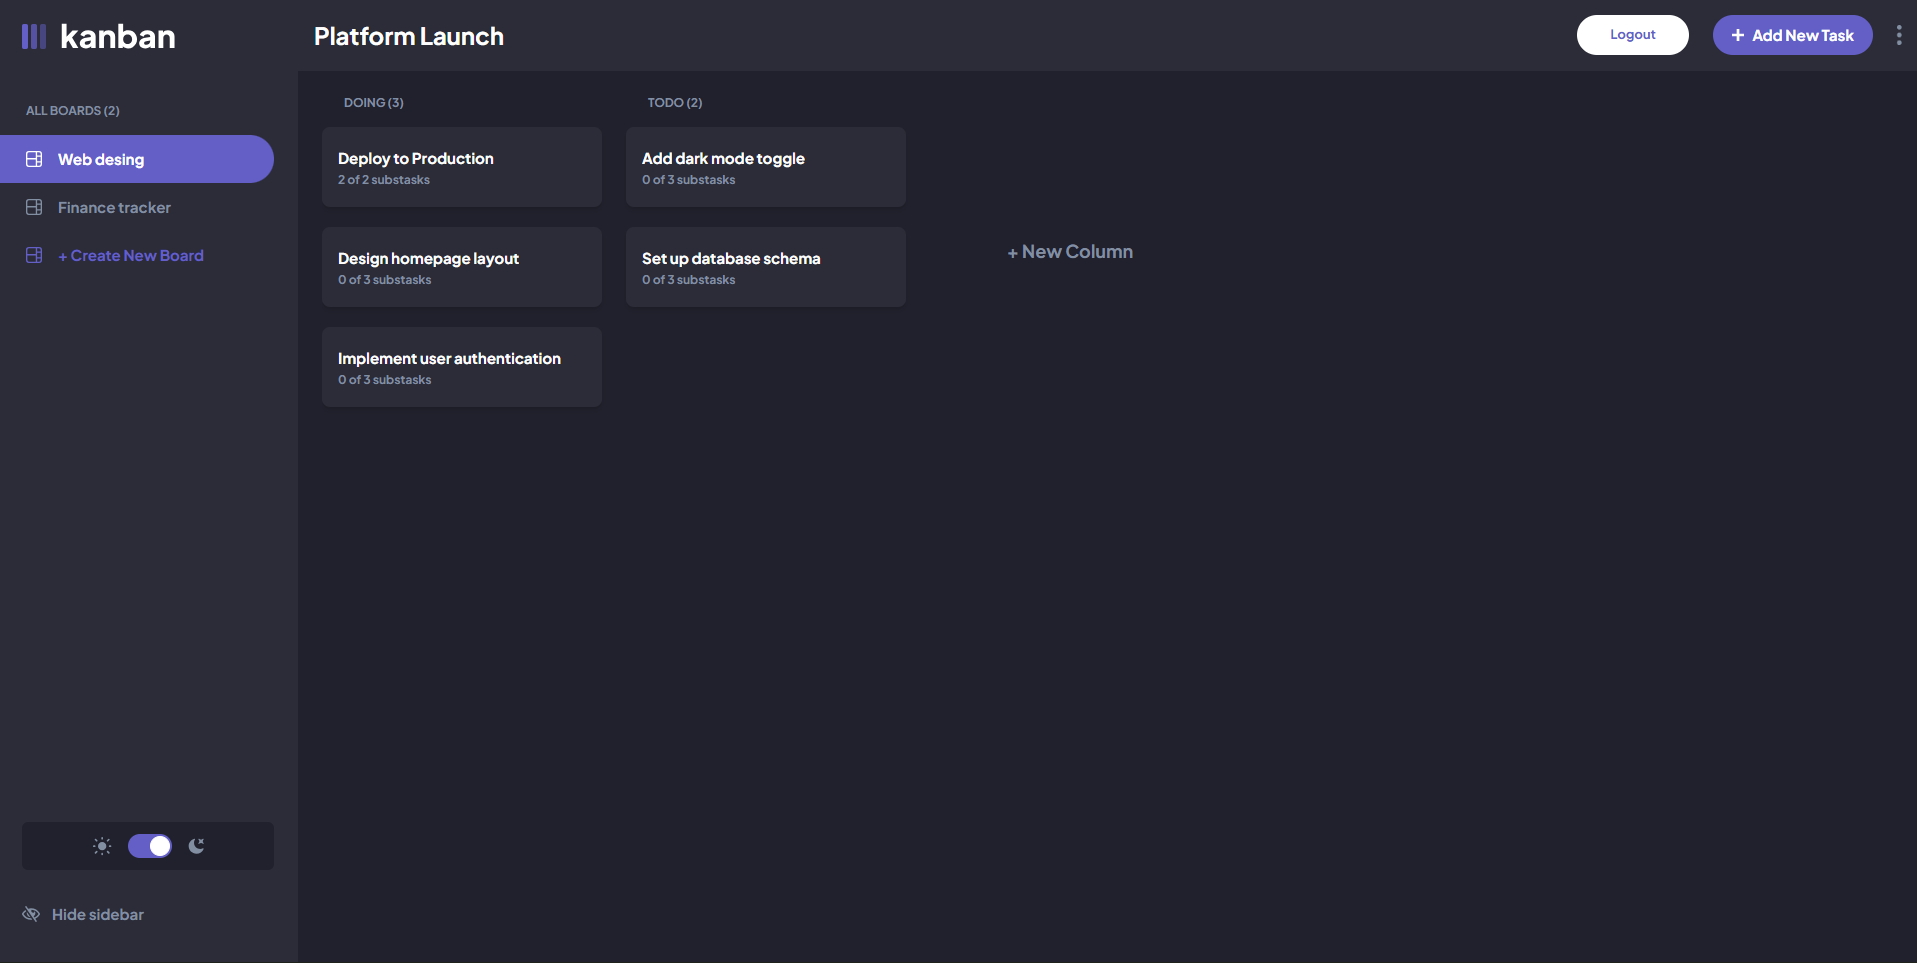 kanban
Platform Launch
Logout
+ Add New Task
ALL BOARDS (2)
Web desing
Finance tracker
+ Create New Board
DOING (3)
Deploy to Production
2 of 2 substasks
Design homepage layout
0 of 3 substasks
Implement user authentication
0 of 3 substasks
TODO (2)
Add dark mode toggle
0 of 3 substasks
Set up database schema
0 of 3 substasks
+ New Column
Hide sidebar